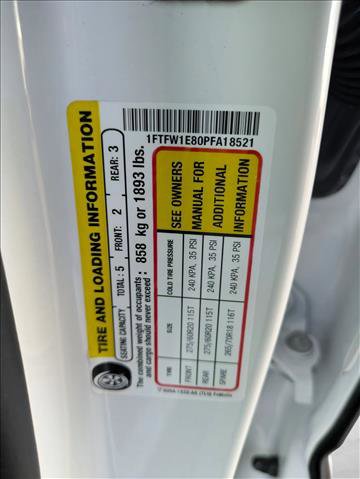 1FTFW1E80PFA18521
TIRE AND LOADING INFORMATION
SEATING CAPACITY TOTAL: 5 FRONT: 2 REAR: 3
The combined weight of occupants and cargo should never exceed: 858 kg or 1893 lbs.
TYPE SIZE COLD TIRE PRESSURE
FRONT 275/60R20 115T 240 KPA, 35 PSI
REAR 275/60R20 115T 240 KPA, 35 PSI
SPARE 265/70R18 116T 240 KPA, 35 PSI
SEE OWNERS
MANUAL FOR
ADDITIONAL
INFORMATION